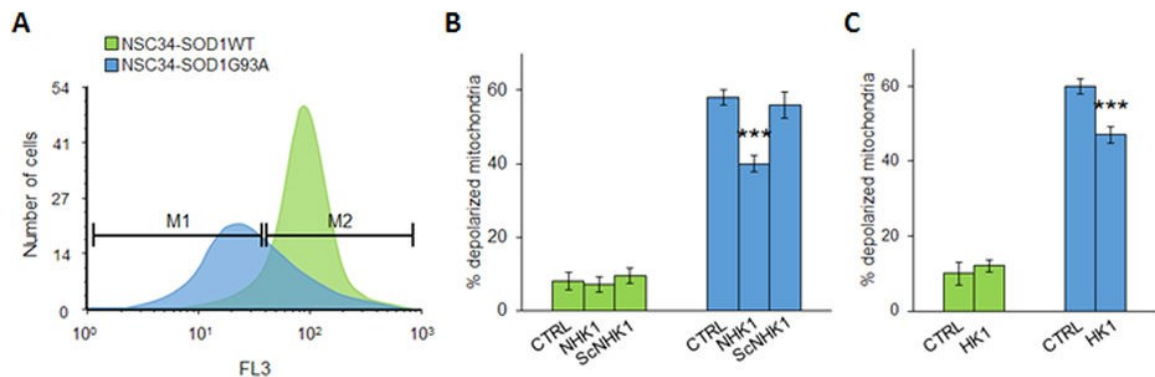 A
NSC34-SOD1WT
NSC34-SOD1G93A
Number of cells
54
41
27
14
0
M1
M2
10⁰
10¹
10²
10³
FL3
B
% depolarized mitochondria
60
40
20
0
***
CTRL
NHK1
ScNHK1
CTRL
NHK1
ScNHK1
C
% depolarized mitochondria
60
40
20
0
***
CTRL
HK1
CTRL
HK1